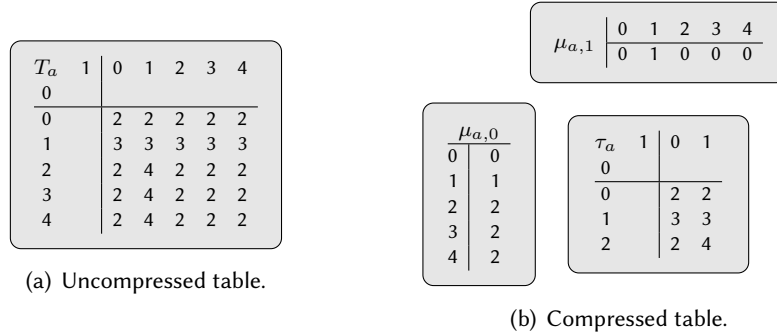 T_a 1 0 1 2 3 4
0
0 2 2 2 2 2
1 3 3 3 3 3
2 2 4 2 2 2
3 2 4 2 2 2
4 2 4 2 2 2
(a) Uncompressed table.
μ_{a,1} 0 1 2 3 4
0 1 0 0 0
μ_{a,0}
0 0
1 1
2 2
3 2
4 2
τ_a 1 0 1
0
0 2 2
1 3 3
2 2 4
(b) Compressed table.